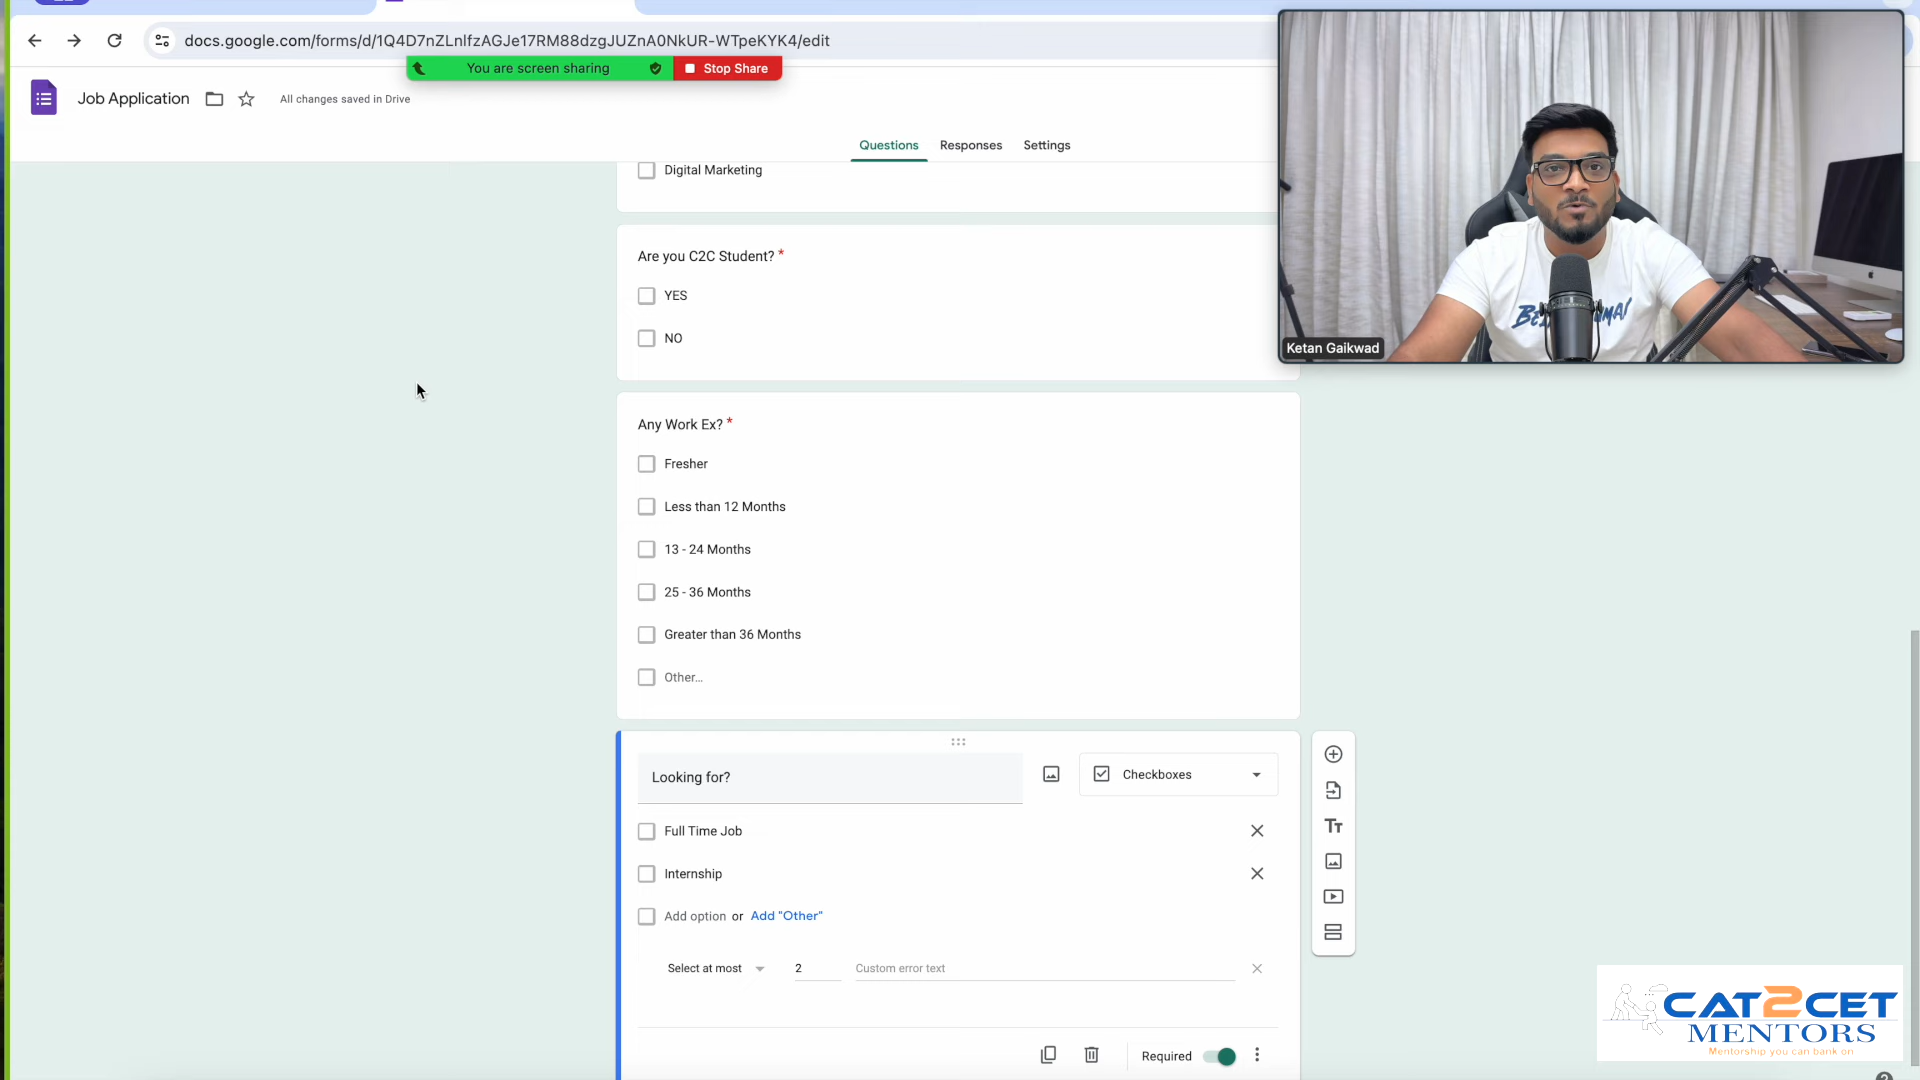 docs.google.com/forms/d/1Q4D7nZLnlfzAGJe17RM88dzgJUZnA0NkUR-WTpeKYK4/edit
You are screen sharing
Stop Share
Job Application
All changes saved in Drive
Questions
Responses
Settings
Digital Marketing
Are you C2C Student? *
YES
NO
Ketan Gaikwad
Any Work Ex? *
Fresher
Less than 12 Months
13 - 24 Months
25 - 36 Months
Greater than 36 Months
Other...
Looking for?
Checkboxes
Full Time Job
Internship
Add option or Add "Other"
Select at most
2
Custom error text
Required
CAT2CET
MENTORS
Mentorship you can bank on